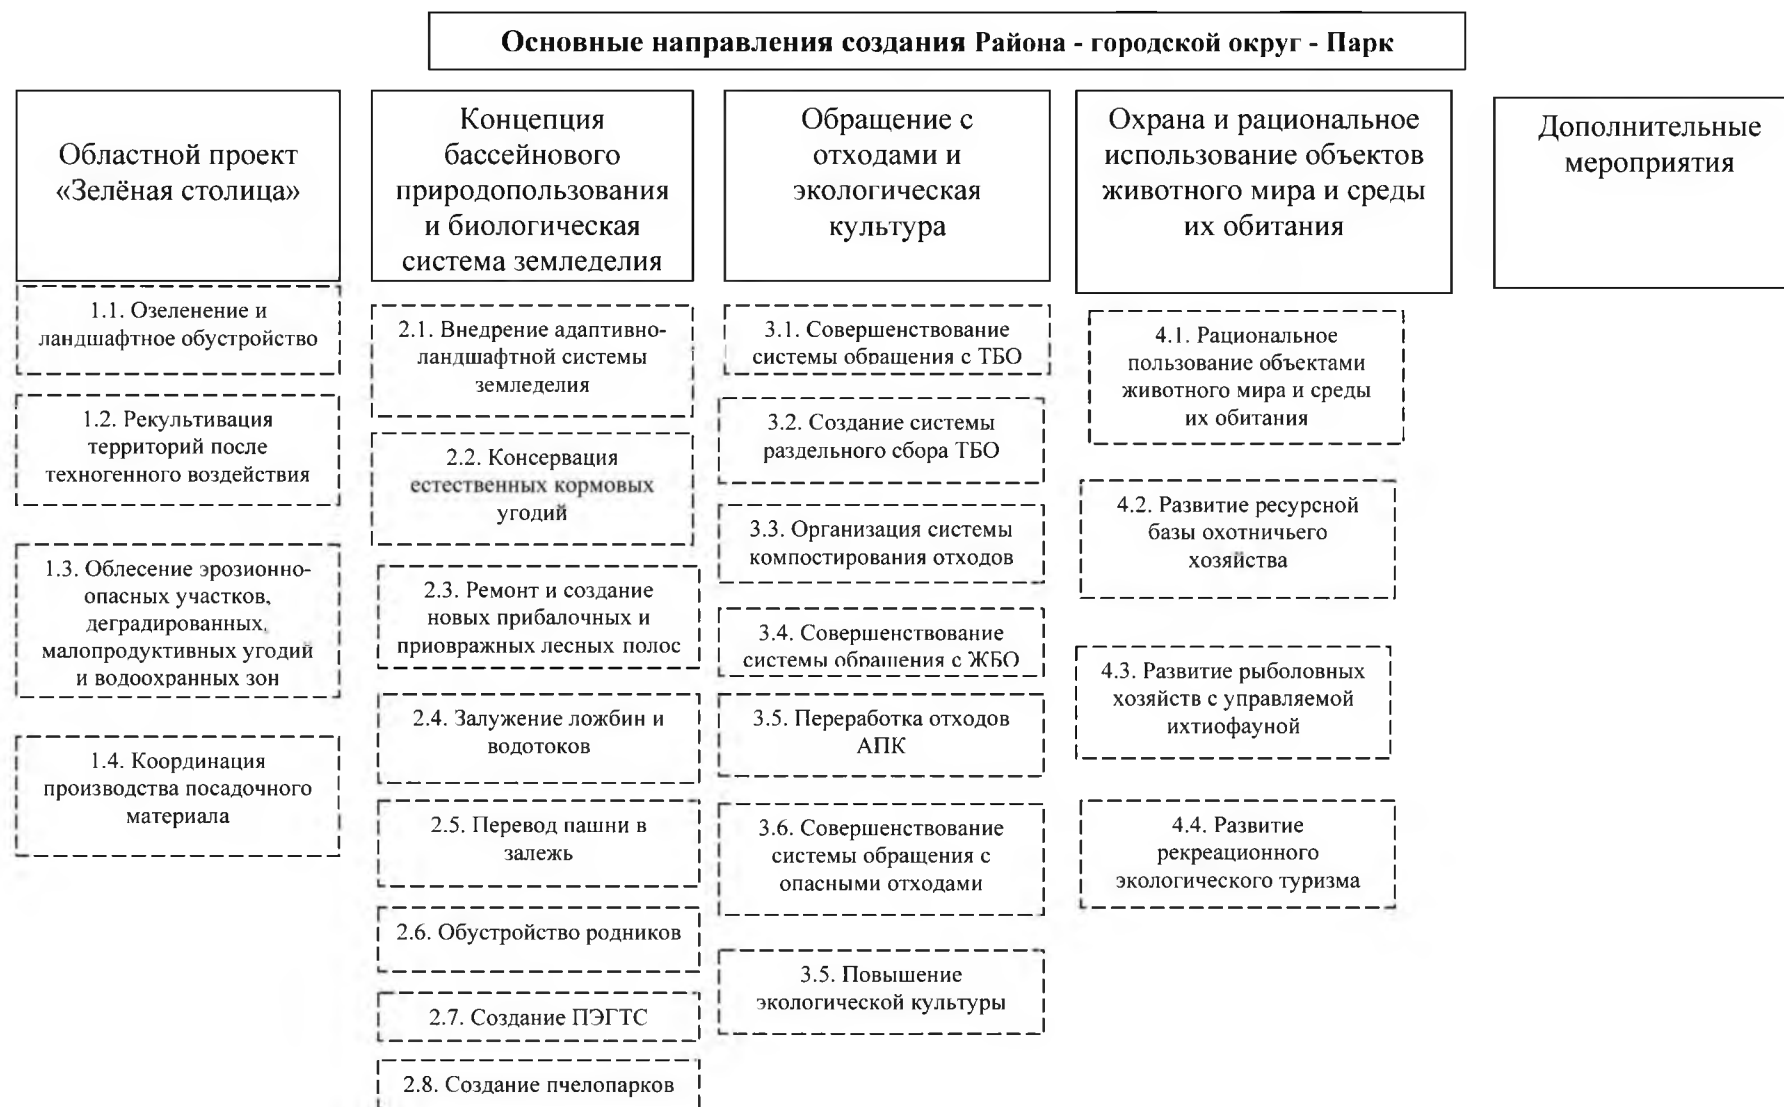 Основные направления создания Района - городской округ - Парк
Областной проект
«Зелёная столица»
1.1. Озеленение и
ландшафтное обустройство
1.2. Рекультивация
территорий после
техногенного воздействия
1.3. Облесение эрозионно-
опасных участков,
деградированных,
малопродуктивных угодий
и водоохранных зон
1.4. Координация
производства посадочного
материала
Концепция
бассейнового
природопользования
и биологическая
система земледелия
2.1. Внедрение адаптивно-
ландшафтной системы
земледелия
2.2. Консервация
естественных кормовых
угодий
2.3. Ремонт и создание
новых прибалочных и
приовражных лесных полос
2.4. Залужение ложбин и
водотоков
2.5. Перевод пашни в
залежь
2.6. Обустройство родников
2.7. Создание ПЭГТС
2.8. Создание пчелопарков
Обращение с
отходами и
экологическая
культура
3.1. Совершенствование
системы обращения с ТБО
3.2. Создание системы
раздельного сбора ТБО
3.3. Организация системы
компостирования отходов
3.4. Совершенствование
системы обращения с ЖБО
3.5. Переработка отходов
АПК
3.6. Совершенствование
системы обращения с
опасными отходами
3.5. Повышение
экологической культуры
Охрана и рациональное
использование объектов
животного мира и среды
их обитания
4.1. Рациональное
пользование объектами
животного мира и среды
их обитания
4.2. Развитие ресурсной
базы охотничьего
хозяйства
4.3. Развитие рыболовных
хозяйств с управляемой
ихтиофауной
4.4. Развитие
рекреационного
экологического туризма
Дополнительные
мероприятия